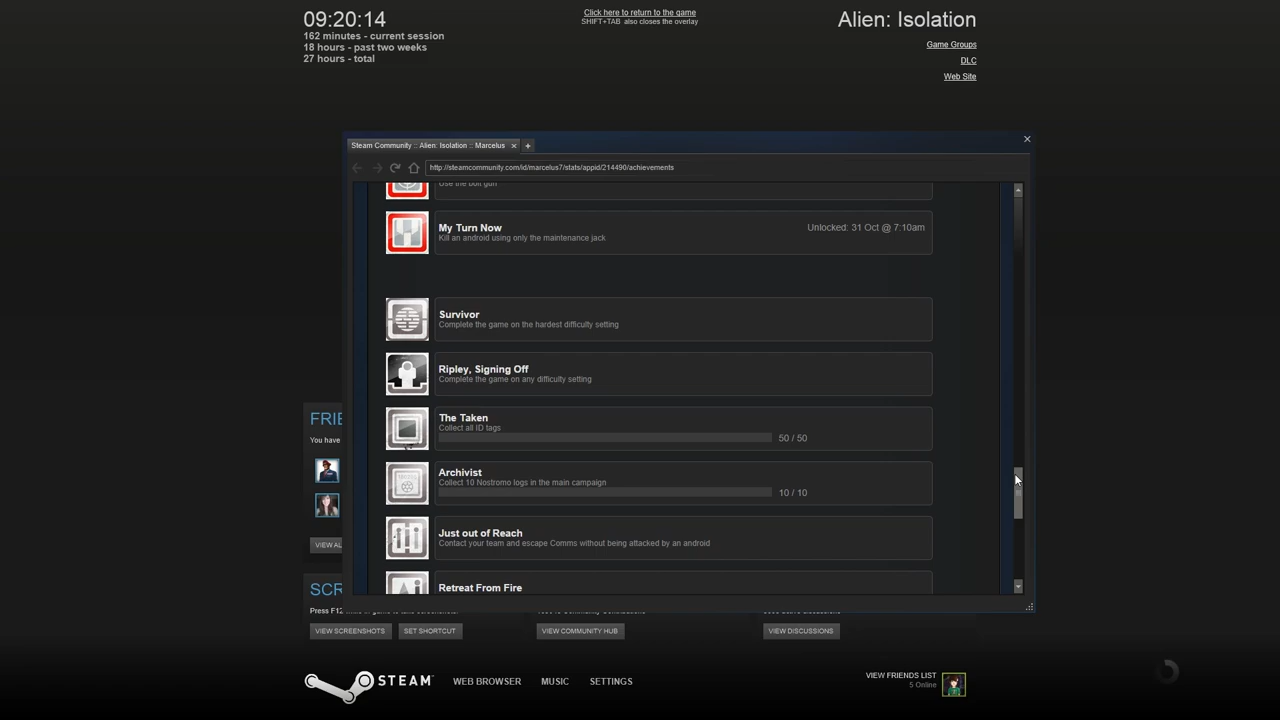 09:20:14
162 minutes - current session
18 hours - past two weeks
27 hours - total
Click here to return to the game
SHIFT+TAB also closes the overlay
Alien: Isolation
Game Groups
DLC
Web Site
Steam Community :: Alien: Isolation :: Marcelus
http://steamcommunity.com/id/marcelus7/stats/appid/214490/achievements
Use the bolt gun
My Turn Now
Unlocked: 31 Oct @ 7:10am
Kill an android using only the maintenance jack
Survivor
Complete the game on the hardest difficulty setting
Ripley, Signing Off
Complete the game on any difficulty setting
The Taken
Collect all ID tags
50 / 50
Archivist
Collect 10 Nostromo logs in the main campaign
10 / 10
Just out of Reach
Contact your team and escape Comms without being attacked by an android
Retreat From Fire
FRIE
You have
VIEW AL
SCR
VIEW SCREENSHOTS
SET SHORTCUT
VIEW COMMUNITY HUB
VIEW DISCUSSIONS
STEAM
WEB BROWSER
MUSIC
SETTINGS
VIEW FRIENDS LIST
5 Online